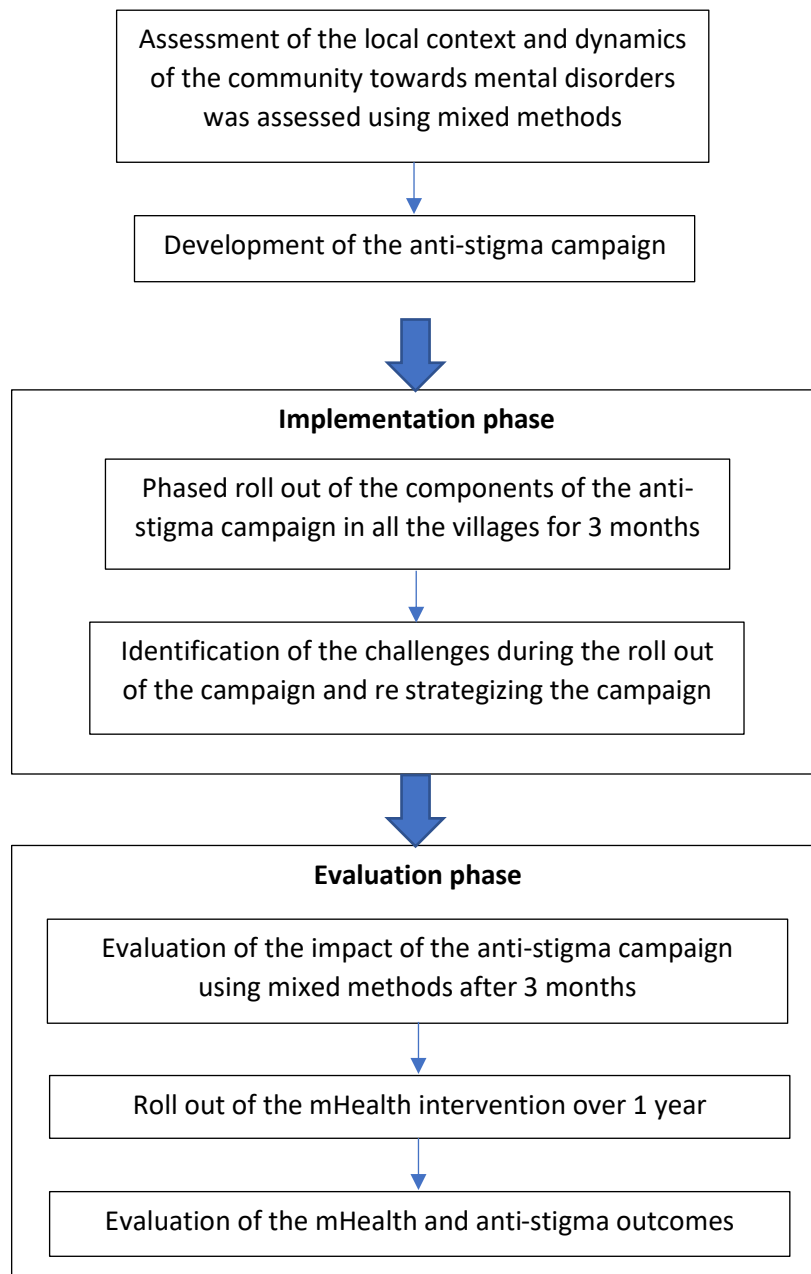 Assessment of the local context and dynamics
of the community towards mental disorders
was assessed using mixed methods
Development of the anti-stigma campaign
Implementation phase
Phased roll out of the components of the anti-
stigma campaign in all the villages for 3 months
Identification of the challenges during the roll out
of the campaign and re strategizing the campaign
Evaluation phase
Evaluation of the impact of the anti-stigma campaign
using mixed methods after 3 months
Roll out of the mHealth intervention over 1 year
Evaluation of the mHealth and anti-stigma outcomes